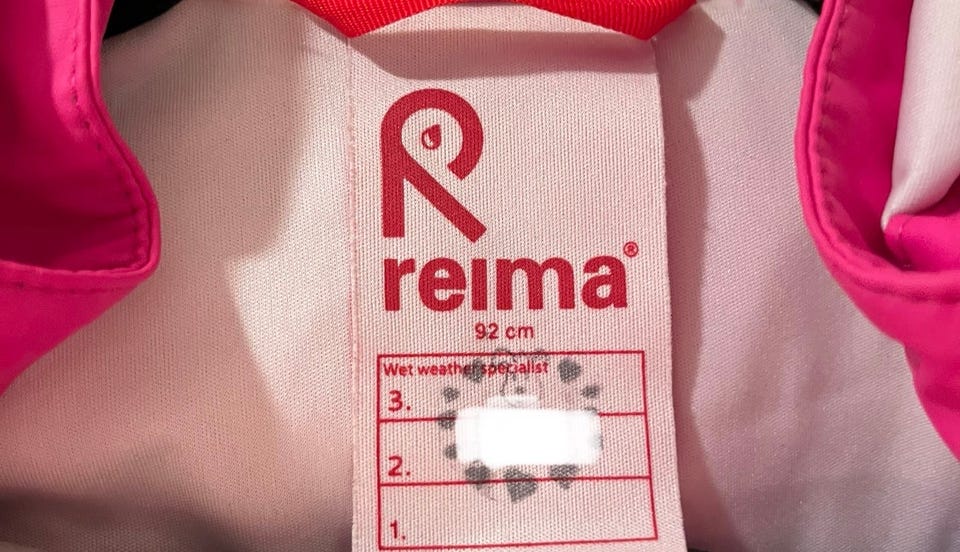 reima®
92 cm
Wet weather specialist
3.
2.
1.